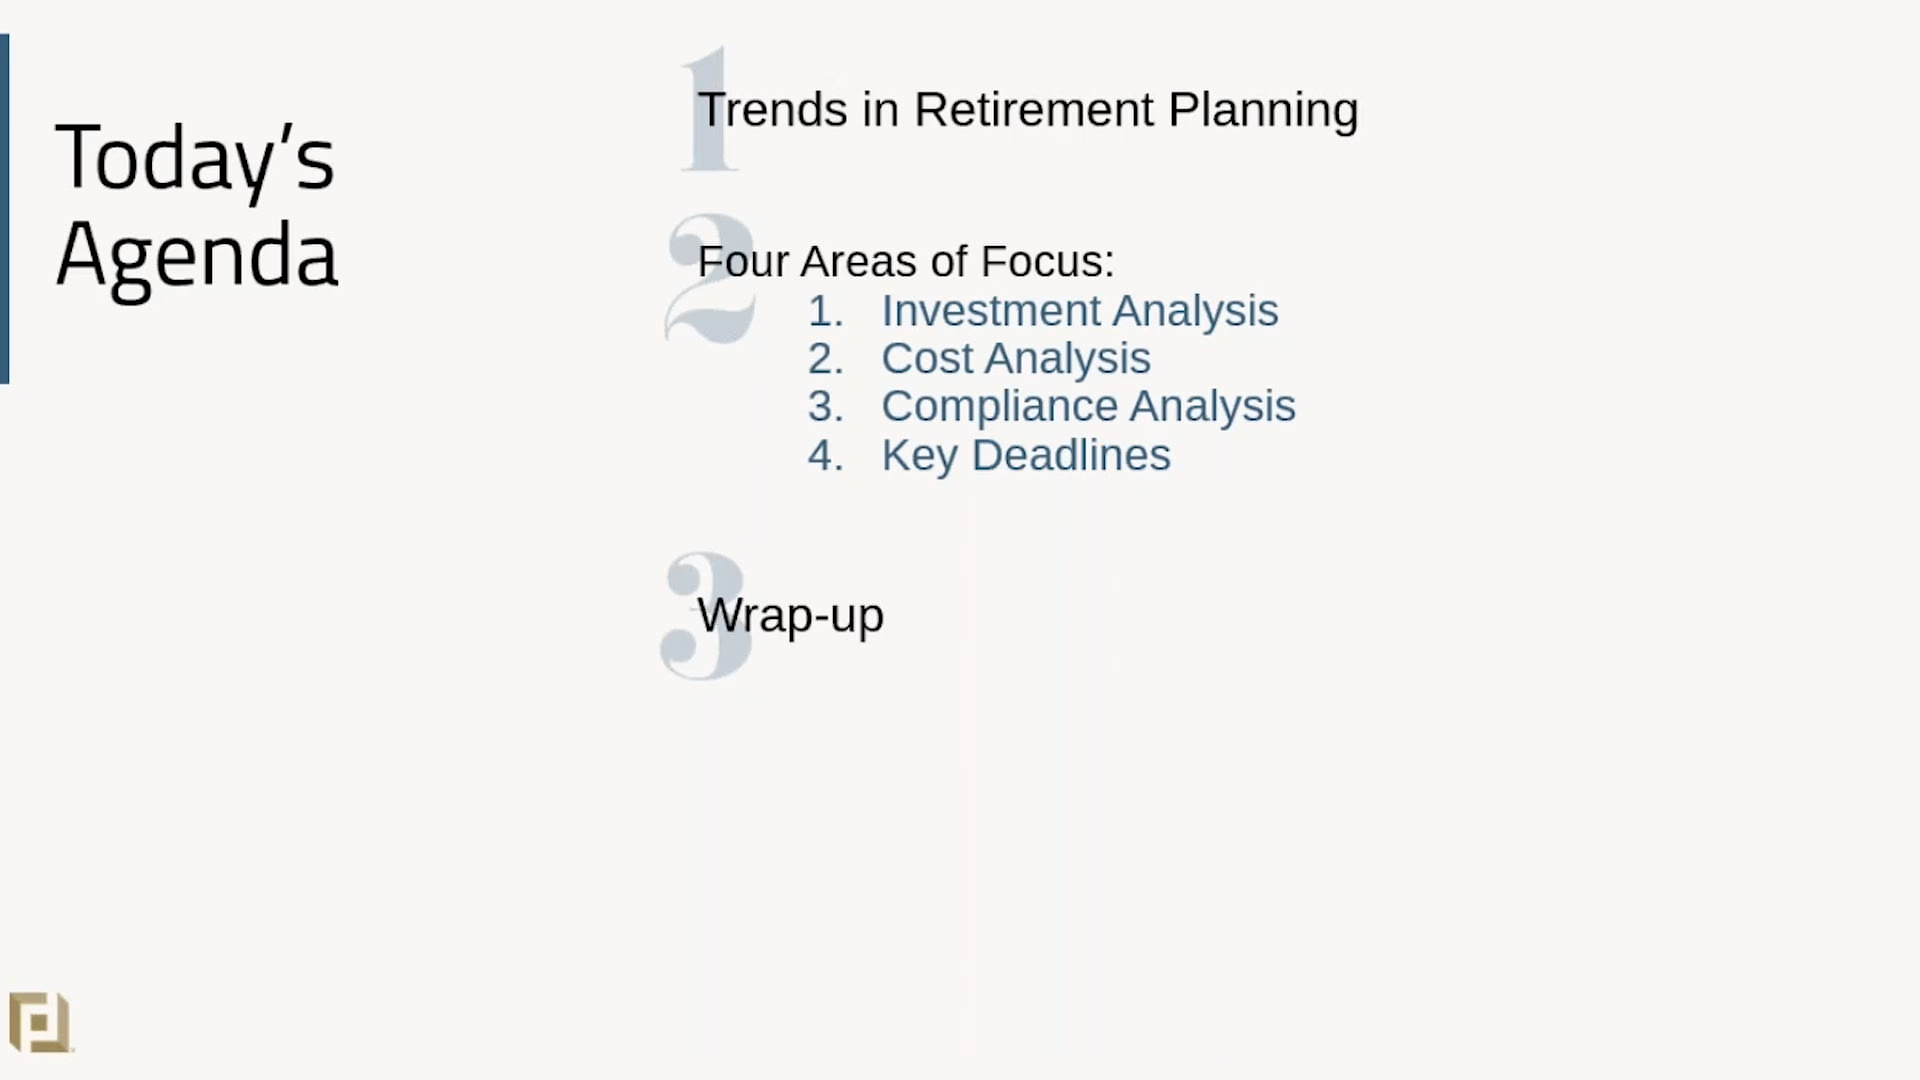 Today’s
Agenda
1
Trends in Retirement Planning
2
Four Areas of Focus:
1. Investment Analysis
2. Cost Analysis
3. Compliance Analysis
4. Key Deadlines
3
Wrap-up